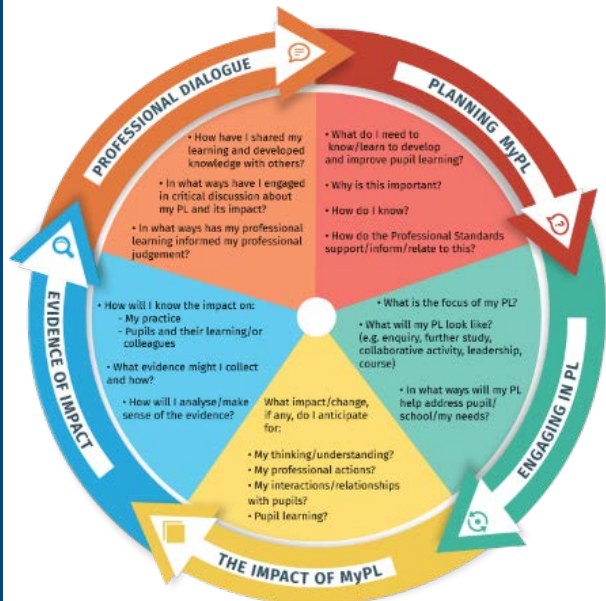 PROFESSIONAL DIALOGUE
• How have I shared my
learning and developed
knowledge with others?
• In what ways have I engaged
in critical discussion about
my PL and its impact?
• In what ways has my professional
learning informed my professional
judgement?
PLANNING MyPL
• What do I need to
know/learn to develop
and improve pupil learning?
• Why is this important?
• How do I know?
• How do the Professional Standards
support/inform/relate to this?
ENGAGING IN PL
• What is the focus of my PL?
• What will my PL look like?
(e.g. enquiry, further study,
collaborative activity, leadership,
course)
• In what ways will my PL
help address pupil/
school/my needs?
THE IMPACT OF MyPL
What impact/change,
if any, do I anticipate
for:
• My thinking/understanding?
• My professional actions?
• My interactions/relationships
with pupils?
• Pupil learning?
EVIDENCE OF IMPACT
• How will I know the impact on:
- My practice
- Pupils and their learning/or
colleagues
• What evidence might I collect
and how?
• How will I analyse/make
sense of the evidence?